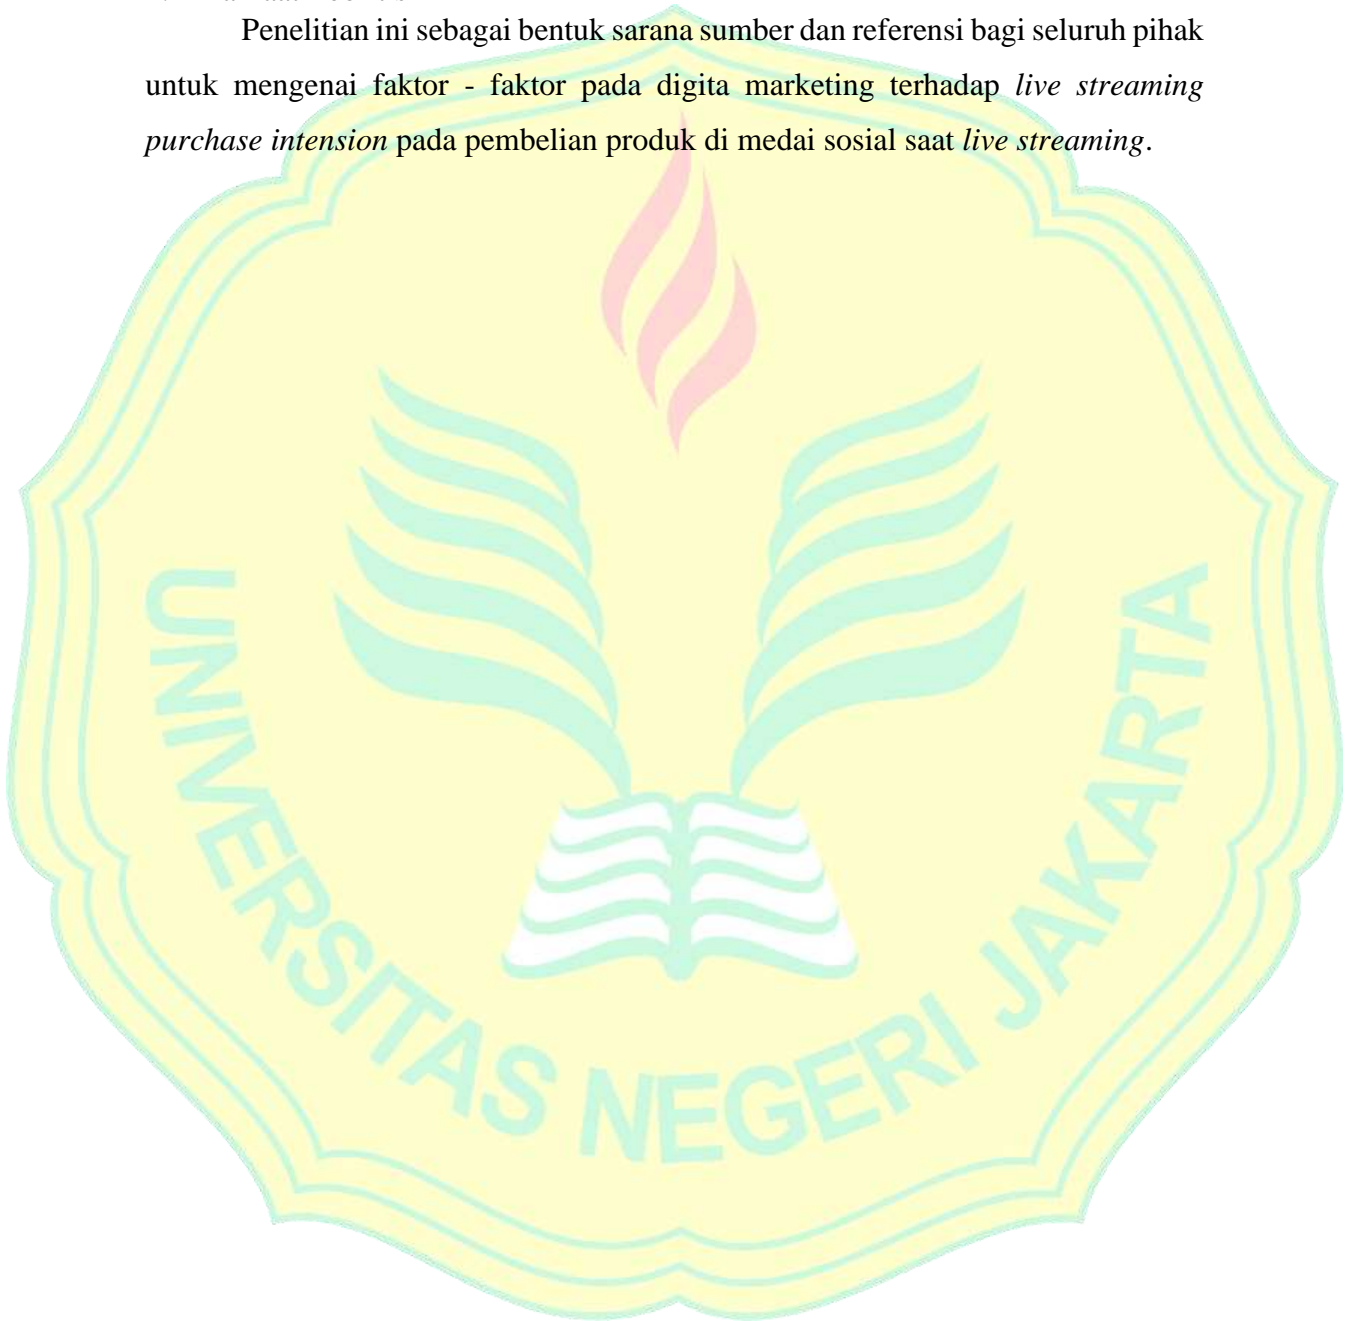 Penelitian ini sebagai bentuk sarana sumber dan referensi bagi seluruh pihak
untuk mengenai faktor - faktor pada digita marketing terhadap live streaming
purchase intension pada pembelian produk di medai sosial saat live streaming.
UNIVERSITAS NEGERI JAKARTA